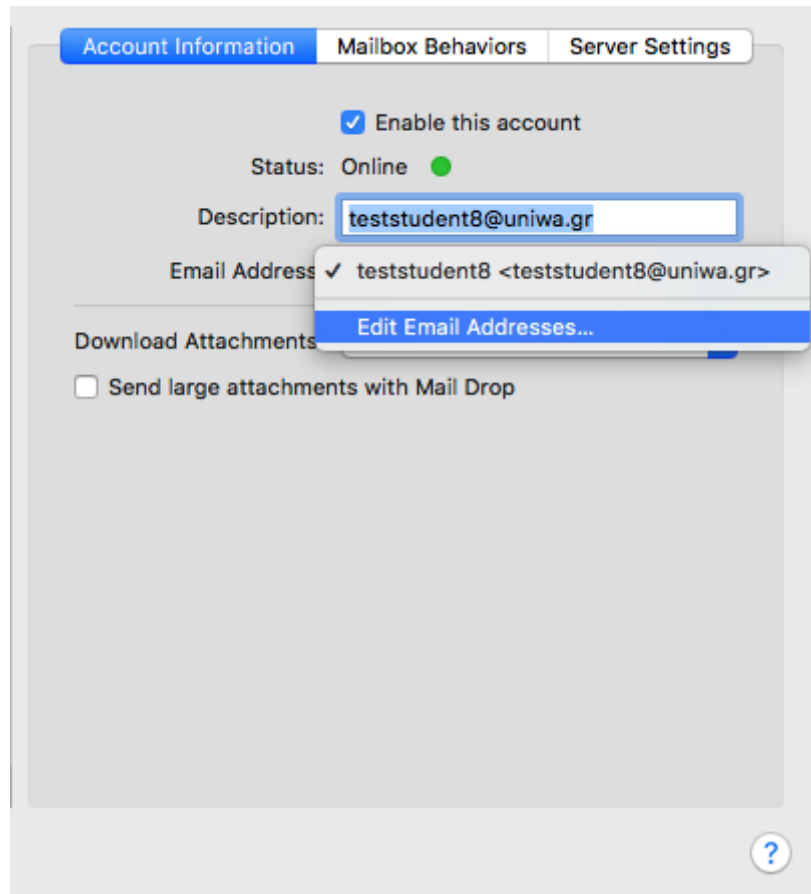 Account Information Mailbox Behaviors Server Settings
Enable this account
Status: Online
Description: teststudent8@uniwa.gr
Email Address ✓ teststudent8 <teststudent8@uniwa.gr>
Edit Email Addresses...
Download Attachments
Send large attachments with Mail Drop
?